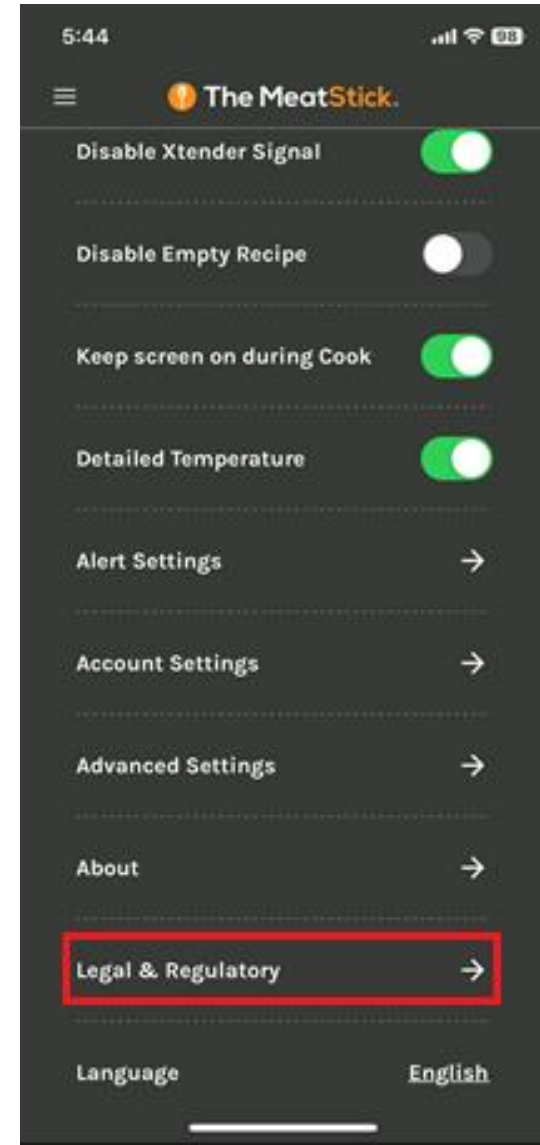 5:44
98
The MeatStick.
Disable Xtender Signal
Disable Empty Recipe
Keep screen on during Cook
Detailed Temperature
Alert Settings
Account Settings
Advanced Settings
About
Legal & Regulatory
Language English